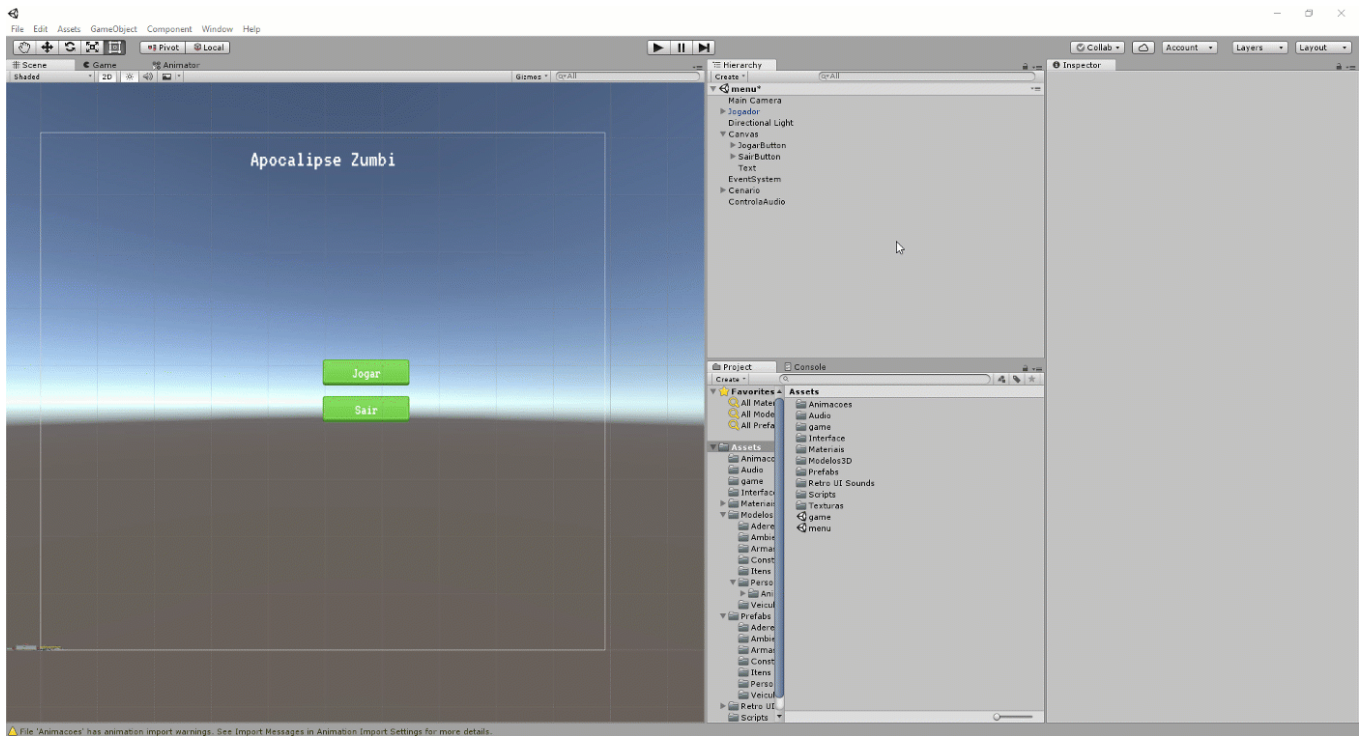 File Edit Assets GameObject Component Window Help
Pivot Local Collab Account Layers Layout
Scene Game Animator
Shaded 2D Gizmos All
Apocalipse Zumbi
Jogar
Sair
Hierarchy
Create All
menu*
Main Camera
Jogador
Directional Light
Canvas
JogarButton
SairButton
Text
EventSystem
Cenario
ControlaAudio
Inspector
Project Console
Create
Favorites
All Mater
All Mode
All Prefa
Assets
Animaco
Audio
game
Interface
Materiais
Modelos
Adere
Ambie
Armas
Const
Itens
Perso
Ani
Veicul
Prefabs
Adere
Ambie
Armas
Const
Itens
Perso
Veicul
Retro UI
Scripts
Assets
Animacoes
Audio
game
Interface
Materiais
Modelos3D
Prefabs
Retro UI Sounds
Scripts
Texturas
game
menu
File 'Animacoes' has animation import warnings. See Import Messages in Animation Import Settings for more details.